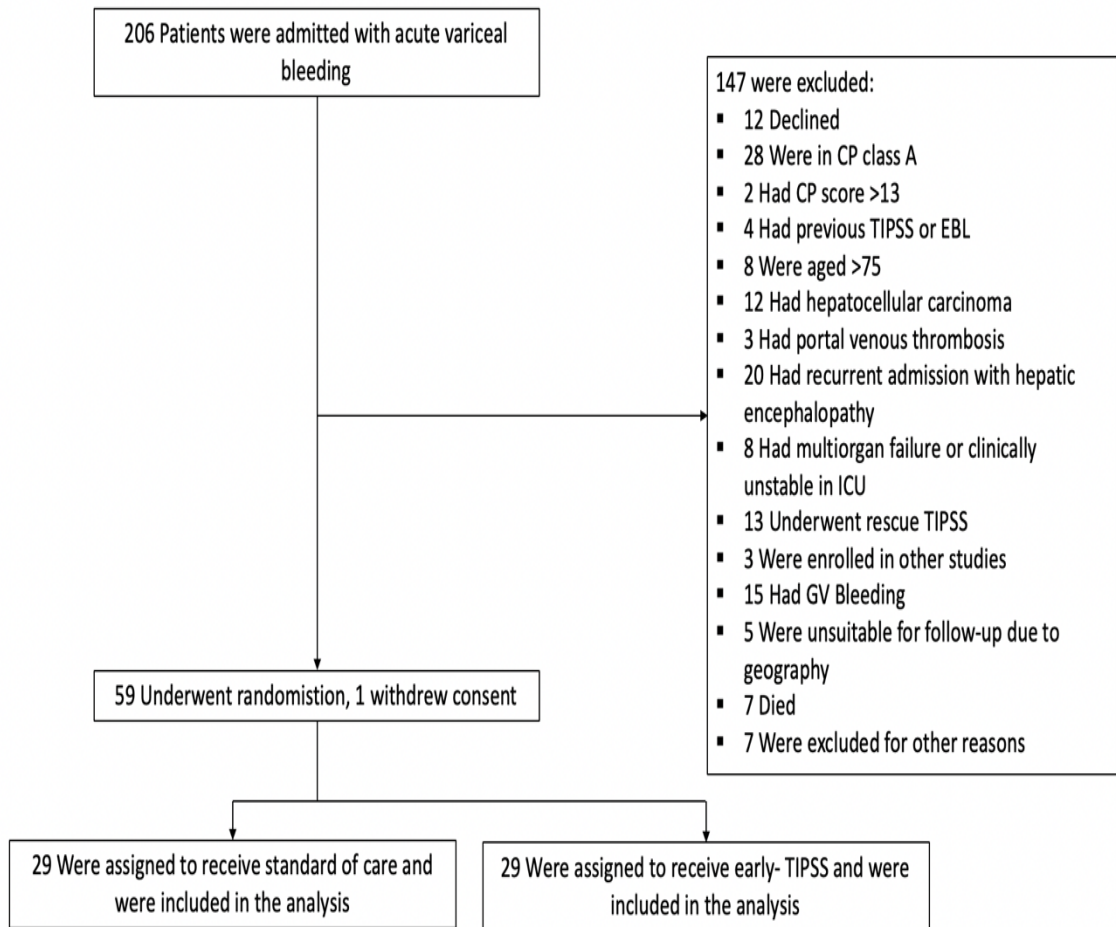 206 Patients were admitted with acute variceal
bleeding
147 were excluded:
▪ 12 Declined
▪ 28 Were in CP class A
▪ 2 Had CP score >13
▪ 4 Had previous TIPSS or EBL
▪ 8 Were aged >75
▪ 12 Had hepatocellular carcinoma
▪ 3 Had portal venous thrombosis
▪ 20 Had recurrent admission with hepatic
encephalopathy
▪ 8 Had multiorgan failure or clinically
unstable in ICU
▪ 13 Underwent rescue TIPSS
▪ 3 Were enrolled in other studies
▪ 15 Had GV Bleeding
▪ 5 Were unsuitable for follow-up due to
geography
▪ 7 Died
▪ 7 Were excluded for other reasons
59 Underwent randomistion, 1 withdrew consent
29 Were assigned to receive standard of care and
were included in the analysis
29 Were assigned to receive early- TIPSS and were
included in the analysis